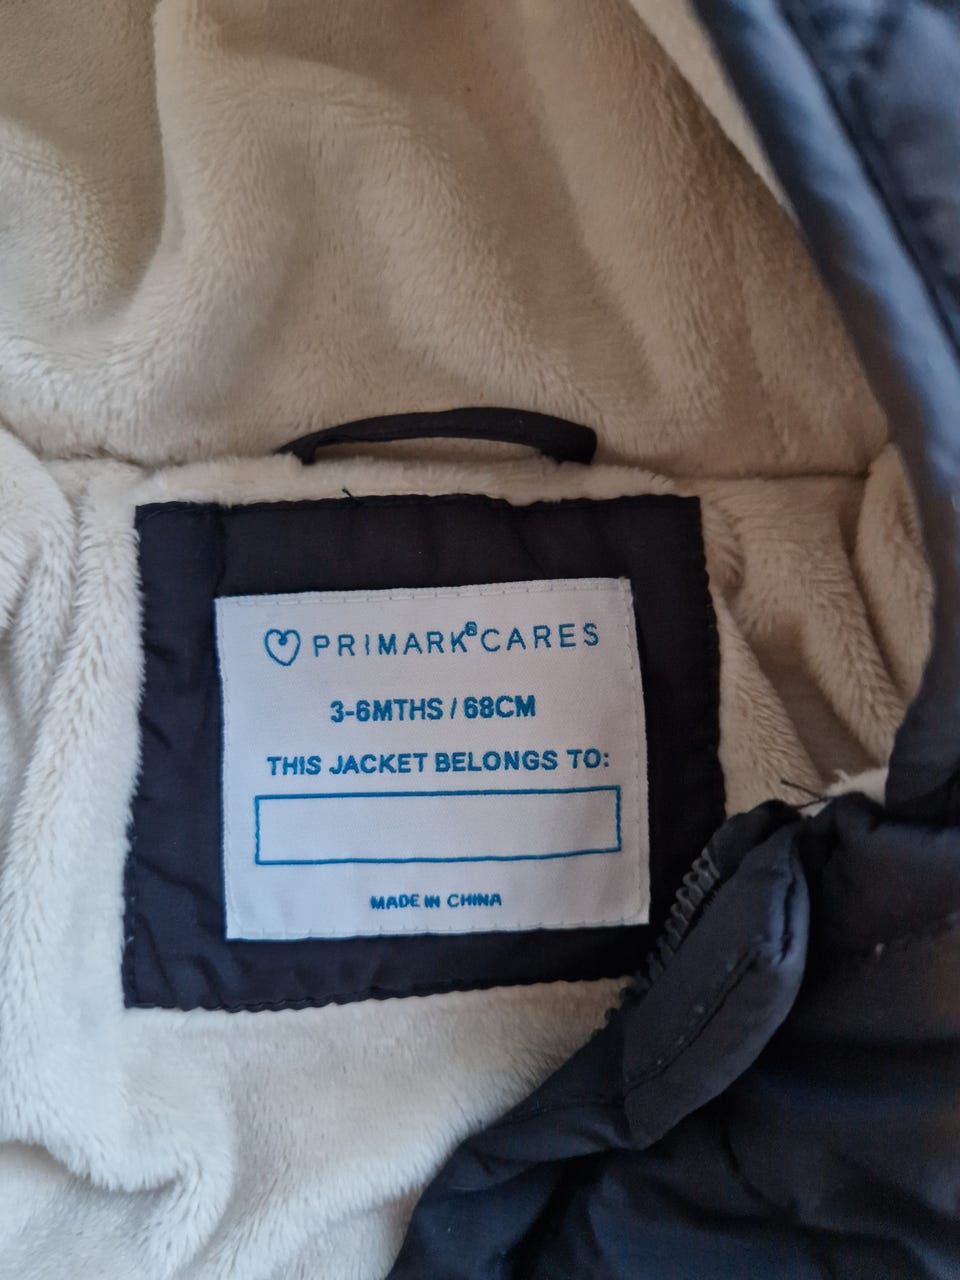 PRIMARK® CARES
3-6MTHS / 68CM
THIS JACKET BELONGS TO:
MADE IN CHINA